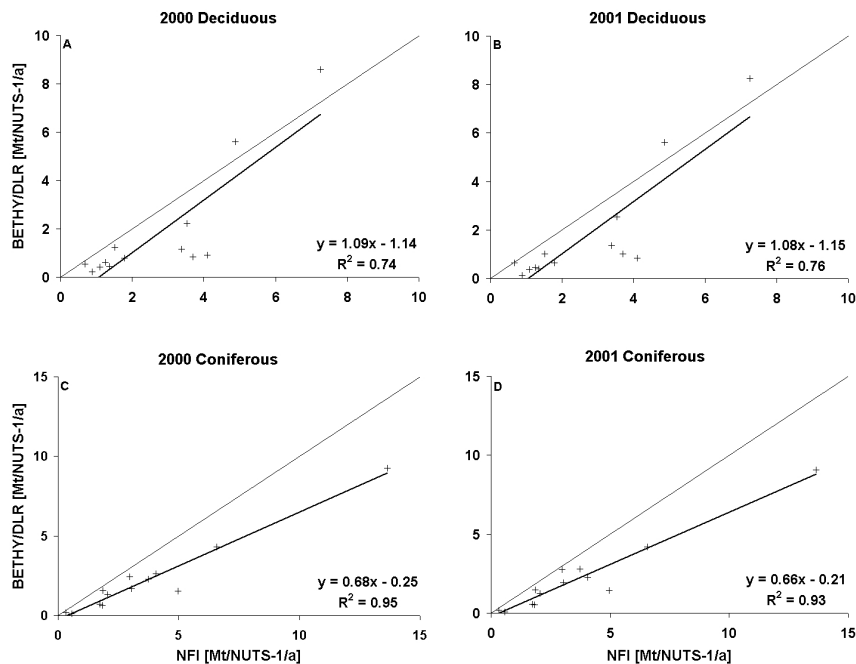 2000 Deciduous
A
BETHY/DLR [Mt/NUTS-1/a]
10
8
6
4
2
0
0 2 4 6 8 10
y = 1.09x - 1.14
R² = 0.74
2001 Deciduous
B
10
8
6
4
2
0
0 2 4 6 8 10
y = 1.08x - 1.15
R² = 0.76
2000 Coniferous
C
BETHY/DLR [Mt/NUTS-1/a]
15
10
5
0
0 5 10 15
y = 0.68x - 0.25
R² = 0.95
NFI [Mt/NUTS-1/a]
2001 Coniferous
D
15
10
5
0
0 5 10 15
y = 0.66x - 0.21
R² = 0.93
NFI [Mt/NUTS-1/a]